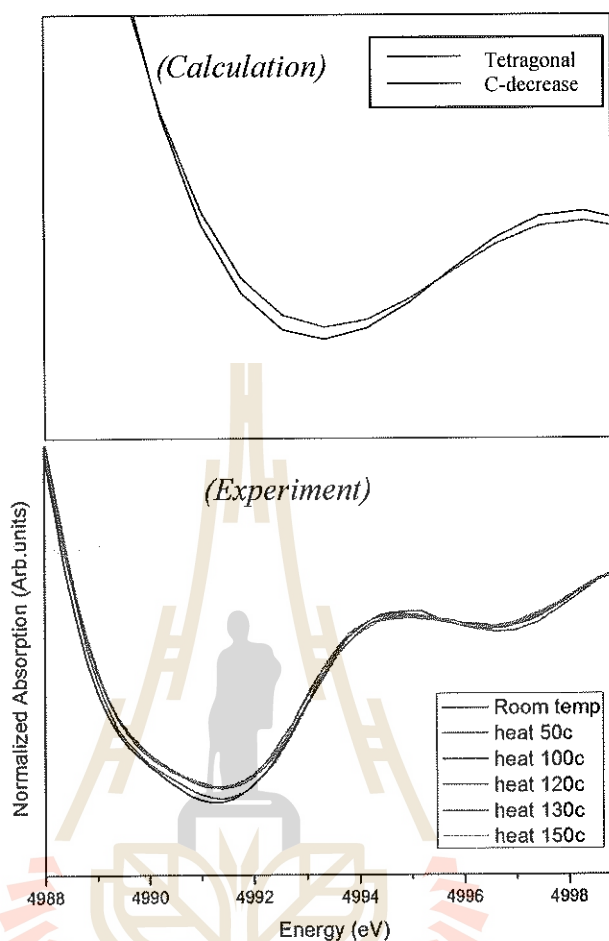 (Calculation)
Tetragonal
C-decrease
(Experiment)
Normalized Absorption (Arb.units)
Room temp
heat 50c
heat 100c
heat 120c
heat 130c
heat 150c
4988 4990 4992 4994 4996 4998
Energy (eV)